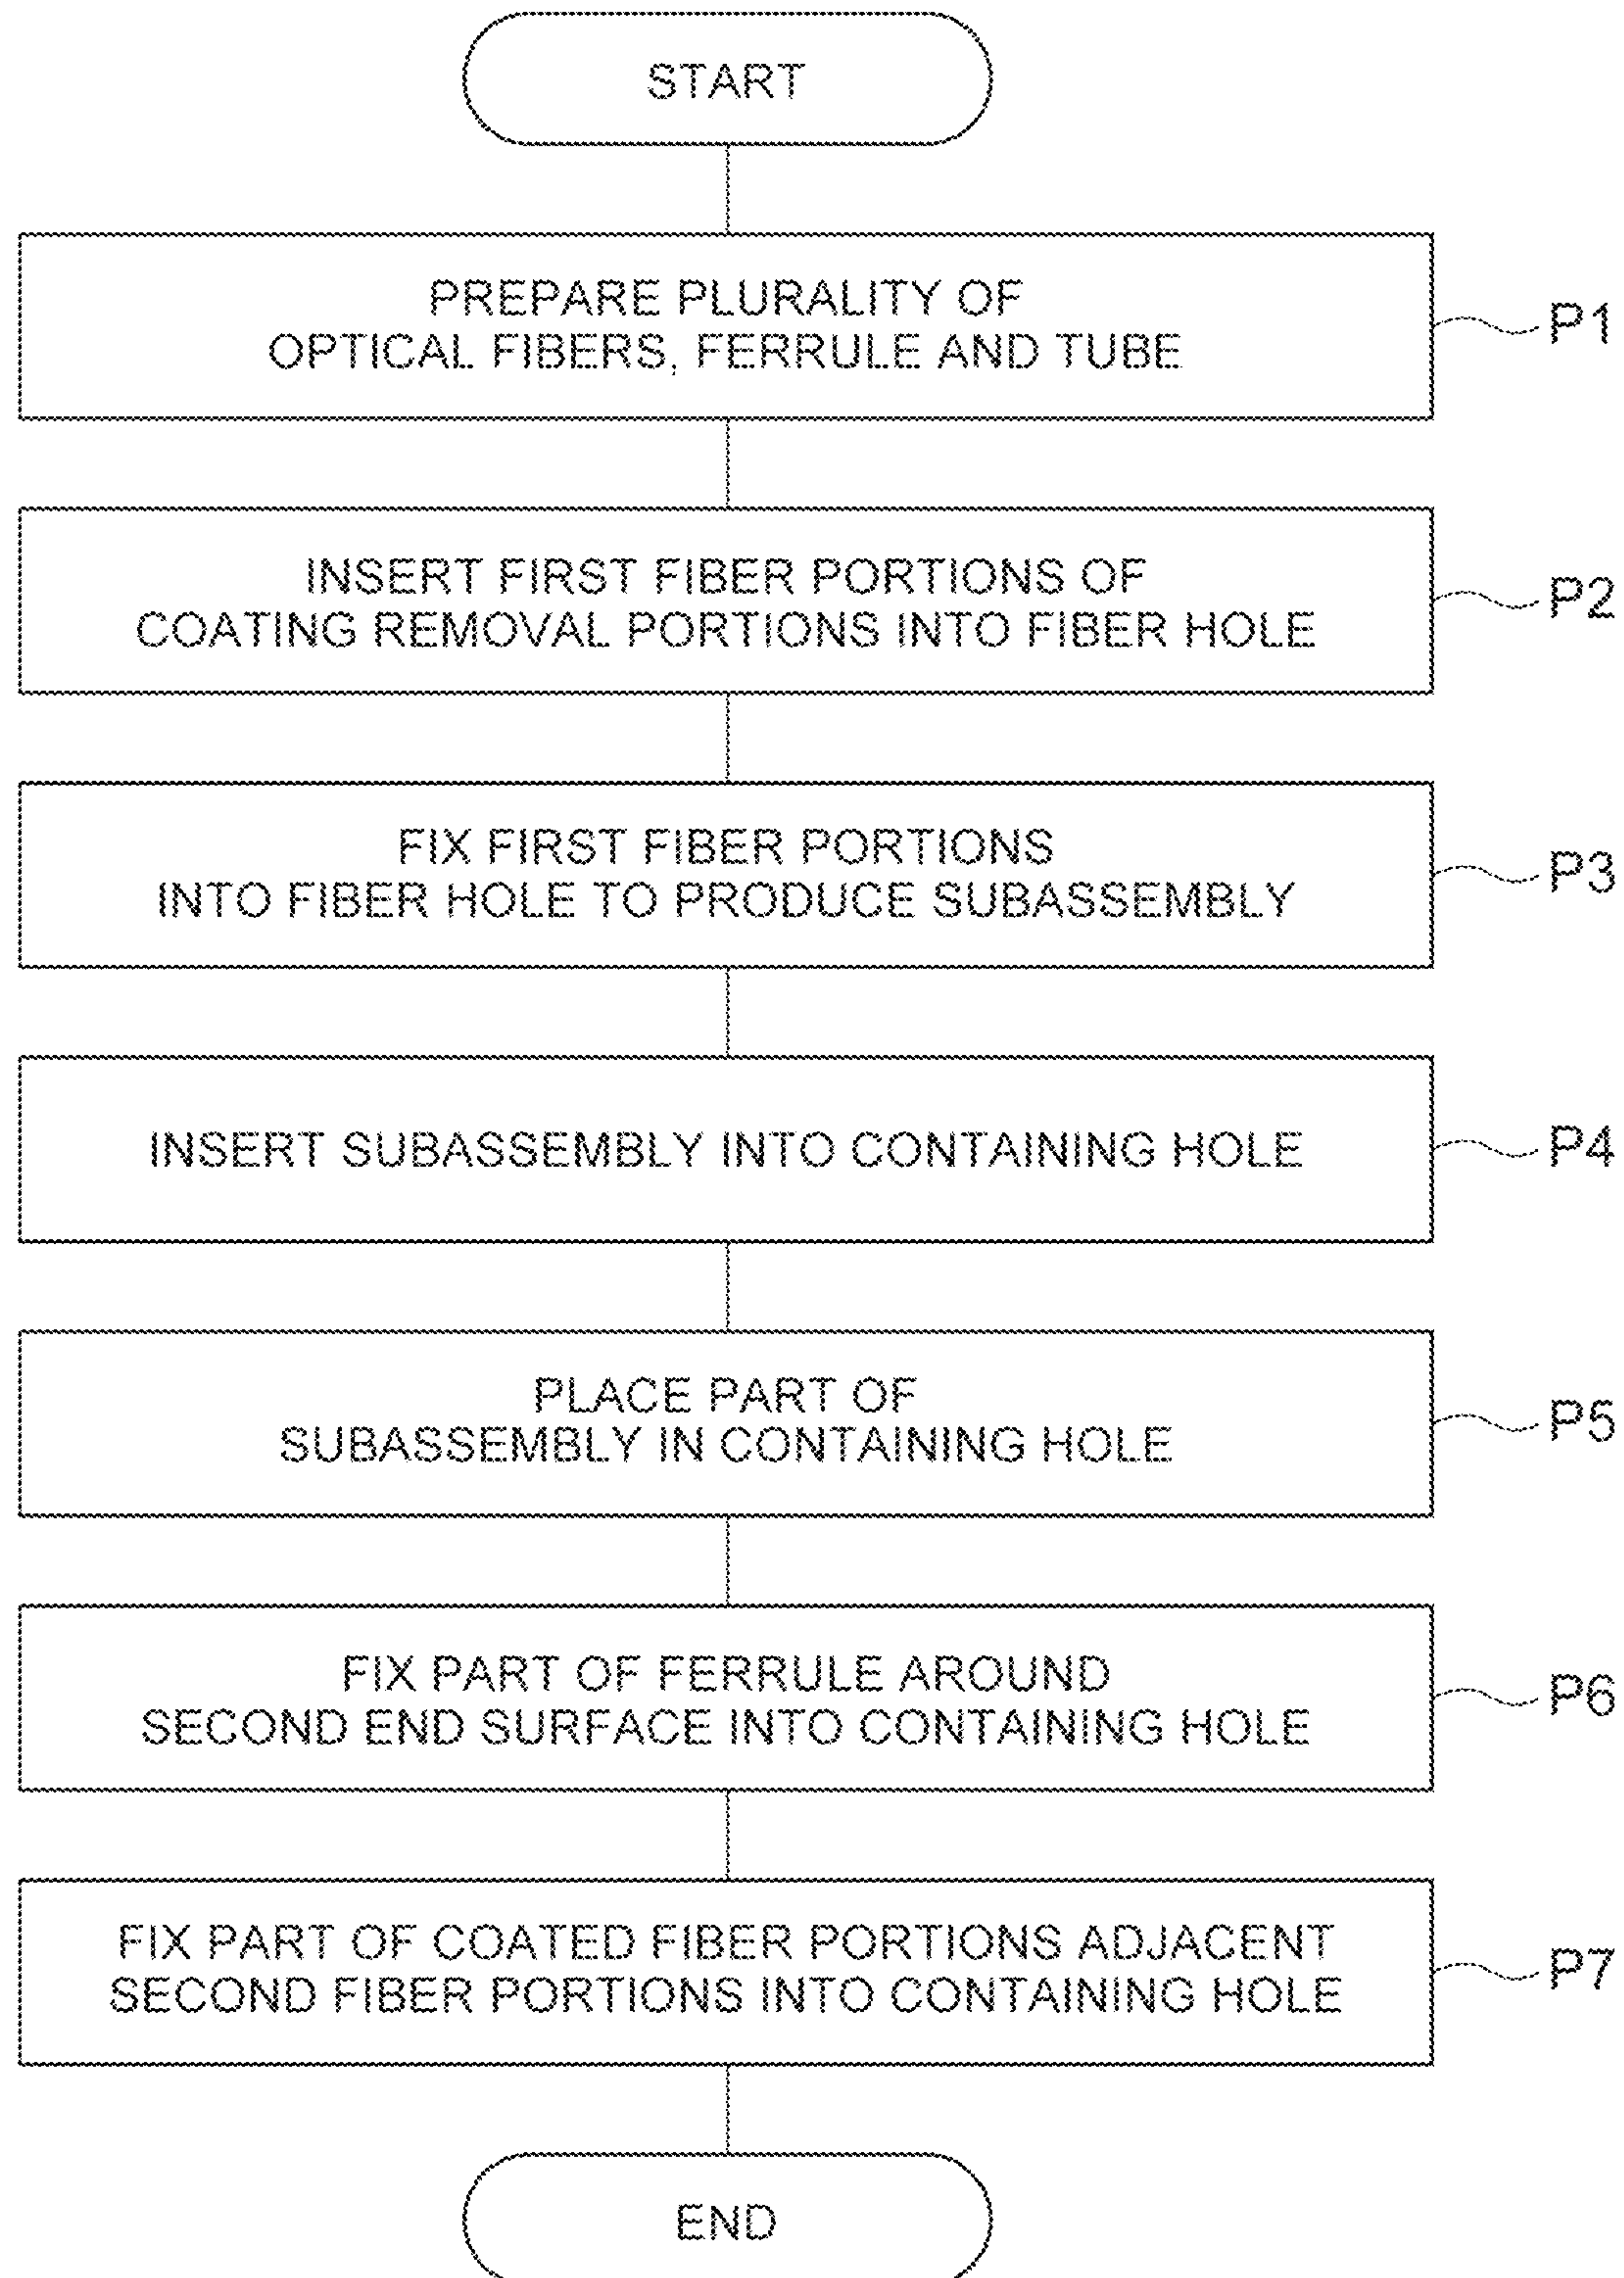 START
PREPARE PLURALITY OF
OPTICAL FIBERS, FERRULE AND TUBE
P1
INSERT FIRST FIBER PORTIONS OF
COATING REMOVAL PORTIONS INTO FIBER HOLE
P2
FIX FIRST FIBER PORTIONS
INTO FIBER HOLE TO PRODUCE SUBASSEMBLY
P3
INSERT SUBASSEMBLY INTO CONTAINING HOLE
P4
PLACE PART OF
SUBASSEMBLY IN CONTAINING HOLE
P5
FIX PART OF FERRULE AROUND
SECOND END SURFACE INTO CONTAINING HOLE
P6
FIX PART OF COATED FIBER PORTIONS ADJACENT
SECOND FIBER PORTIONS INTO CONTAINING HOLE
P7
END